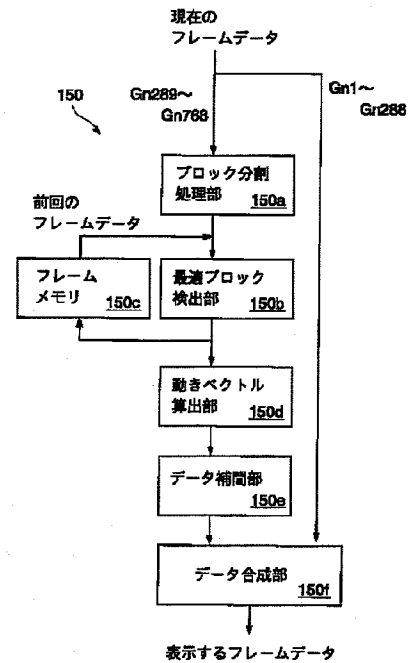 現在の
フレームデータ
150
Gn289～
Gn768
Gn1～
Gn288
ブロック分割
処理部 150a
前回の
フレームデータ
フレーム
メモリ 150c
最適ブロック
検出部 150b
動きベクトル
算出部 150d
データ補間部
150e
データ合成部
150f
表示するフレームデータ